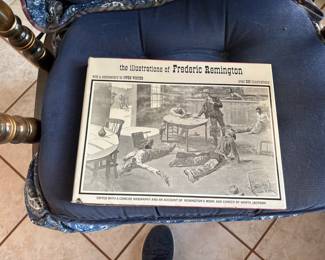 the illustrations of Frederic Remington
WITH A COMMENTARY BY OWEN WISTER
OVER ILLUSTRATIONS
EDITED WITH A CONCISE BIOGRAPHY AND AN ACCOUNT OF REMINGTON'S WORK AND CAREER BY MARTA JACKSON